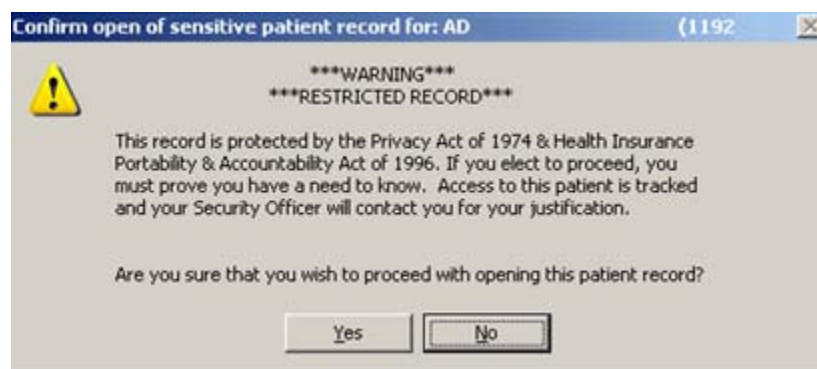 Confirm open of sensitive patient record for: AD (1192
***WARNING***
***RESTRICTED RECORD***
This record is protected by the Privacy Act of 1974 & Health Insurance
Portability & Accountability Act of 1996. If you elect to proceed, you
must prove you have a need to know. Access to this patient is tracked
and your Security Officer will contact you for your justification.
Are you sure that you wish to proceed with opening this patient record?
Yes No